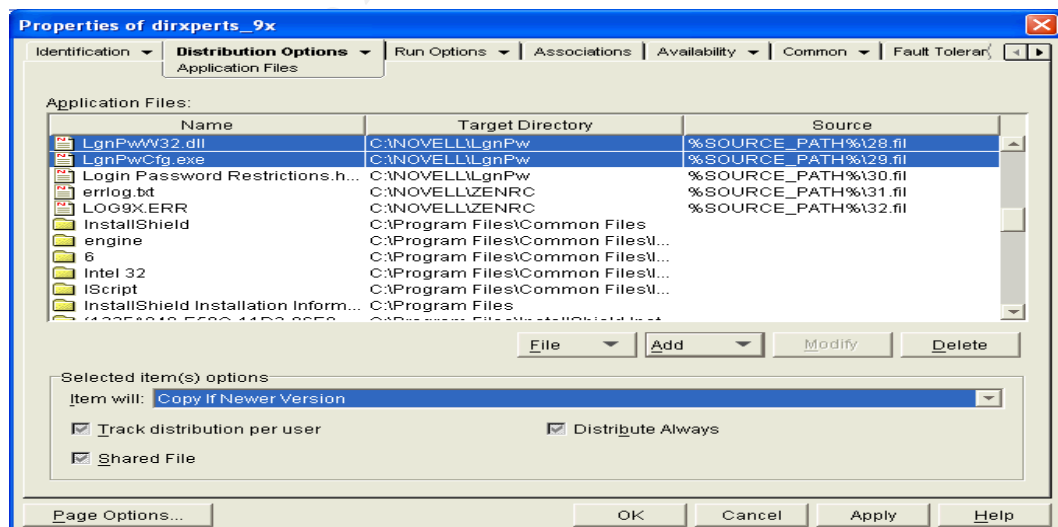 Properties of dirxperts_9x
Identification Distribution Options Run Options Associations Availability Common Fault Toleran
Application Files
Application Files:
Name Target Directory Source
LgnPwW32.dll C:\NOVELL\LgnPw %SOURCE_PATH%\28.fil
LgnPwCfg.exe C:\NOVELL\LgnPw %SOURCE_PATH%\29.fil
Login Password Restrictions.h... C:\NOVELL\LgnPw %SOURCE_PATH%\30.fil
errlog.txt C:\NOVELL\ZENRC %SOURCE_PATH%\31.fil
LOG9X.ERR C:\NOVELL\ZENRC %SOURCE_PATH%\32.fil
InstallShield C:\Program Files\Common Files
engine C:\Program Files\Common Files\I...
6 C:\Program Files\Common Files\I...
Intel 32 C:\Program Files\Common Files\I...
IScript C:\Program Files\Common Files\I...
InstallShield Installation Inform... C:\Program Files
File Add Modify Delete
Selected item(s) options
Item will: Copy If Newer Version
Track distribution per user Distribute Always
Shared File
Page Options... OK Cancel Apply Help